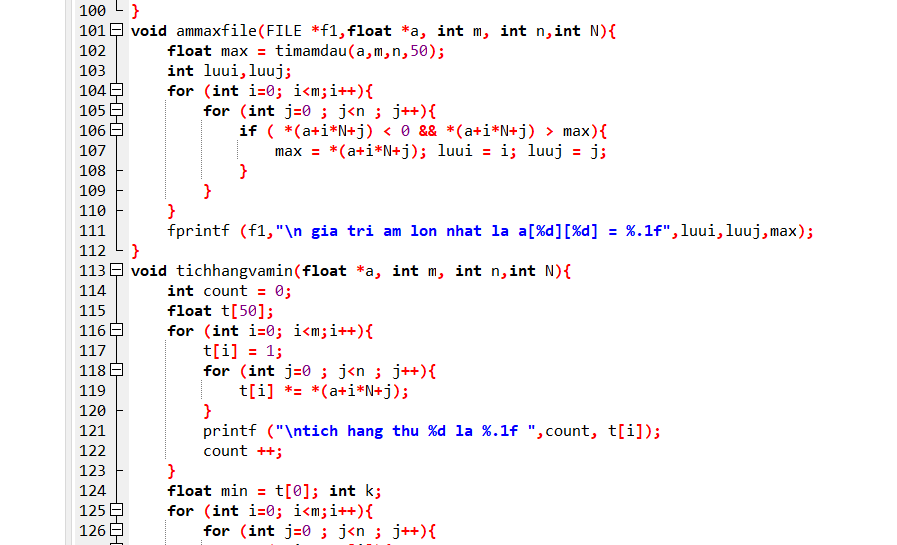 100 }
101 void ammaxfile(FILE *f1,float *a, int m, int n,int N){
102 float max = timamdau(a,m,n,50);
103 int luui,luuj;
104 for (int i=0; i<m;i++){
105 for (int j=0 ; j<n ; j++){
106 if ( *(a+i*N+j) < 0 && *(a+i*N+j) > max){
107 max = *(a+i*N+j); luui = i; luuj = j;
108 }
109 }
110 }
111 fprintf (f1,"\n gia tri am lon nhat la a[%d][%d] = %.1f",luui,luuj,max);
112 }
113 void tichhangvamin(float *a, int m, int n,int N){
114 int count = 0;
115 float t[50];
116 for (int i=0; i<m;i++){
117 t[i] = 1;
118 for (int j=0 ; j<n ; j++){
119 t[i] *= *(a+i*N+j);
120 }
121 printf ("\ntich hang thu %d la %.1f ",count, t[i]);
122 count ++;
123 }
124 float min = t[0]; int k;
125 for (int i=0; i<m;i++){
126 for (int j=0 ; j<n ; j++){